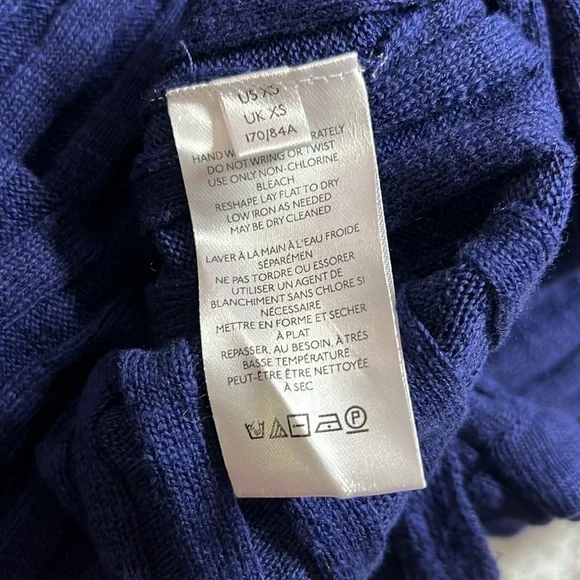 US XS
UK XS
170/84A
HAND W RATELY
DO NOT WRING OR TWIST
USE ONLY NON-CHLORINE
BLEACH
RESHAPE LAY FLAT TO DRY
LOW IRON AS NEEDED
MAY BE DRY CLEANED
LAVER À LA MAIN À L'EAU FROIDE
SÉPARÉMEN
NE PAS TORDRE OU ESSORER
UTILISER UN AGENT DE
BLANCHIMENT SANS CHLORE SI
NÉCESSAIRE
METTRE EN FORME ET SECHER
À PLAT
REPASSER, AU BESOIN, À TRÉS
BASSE TEMPÉRATURE
PEUT-ÊTRE ÊTRE NETTOYÉE
À SEC
P